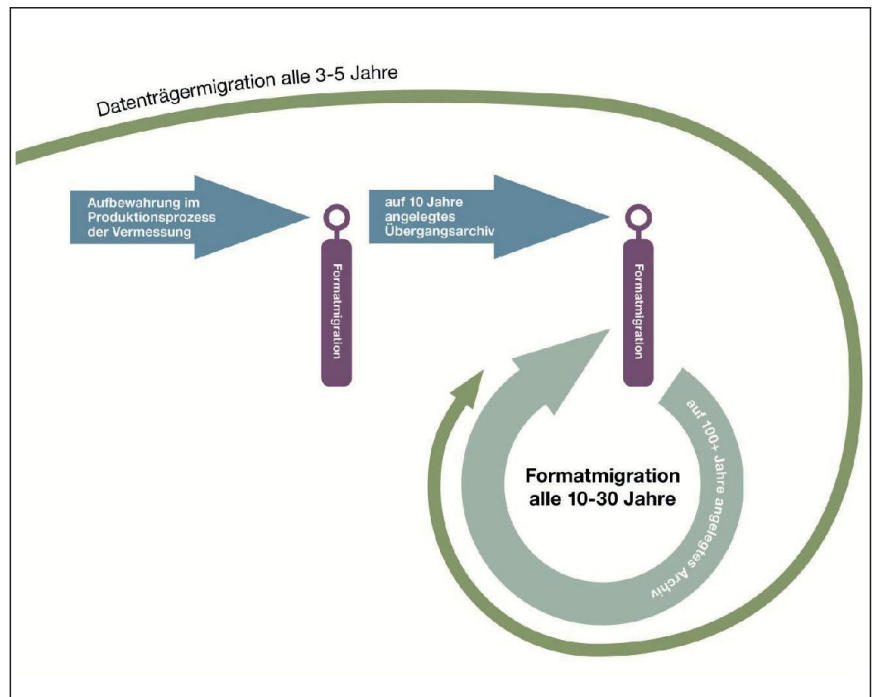 Datenträgermigration alle 3-5 Jahre
Aufbewahrung im
Produktionsprozess
der Vermessung
auf 10 Jahre
angelegtes
Übergangsarchiv
Formatmigration
Formatmigration
auf 100+ Jahre angelegtes Archiv
Formatmigration
alle 10-30 Jahre